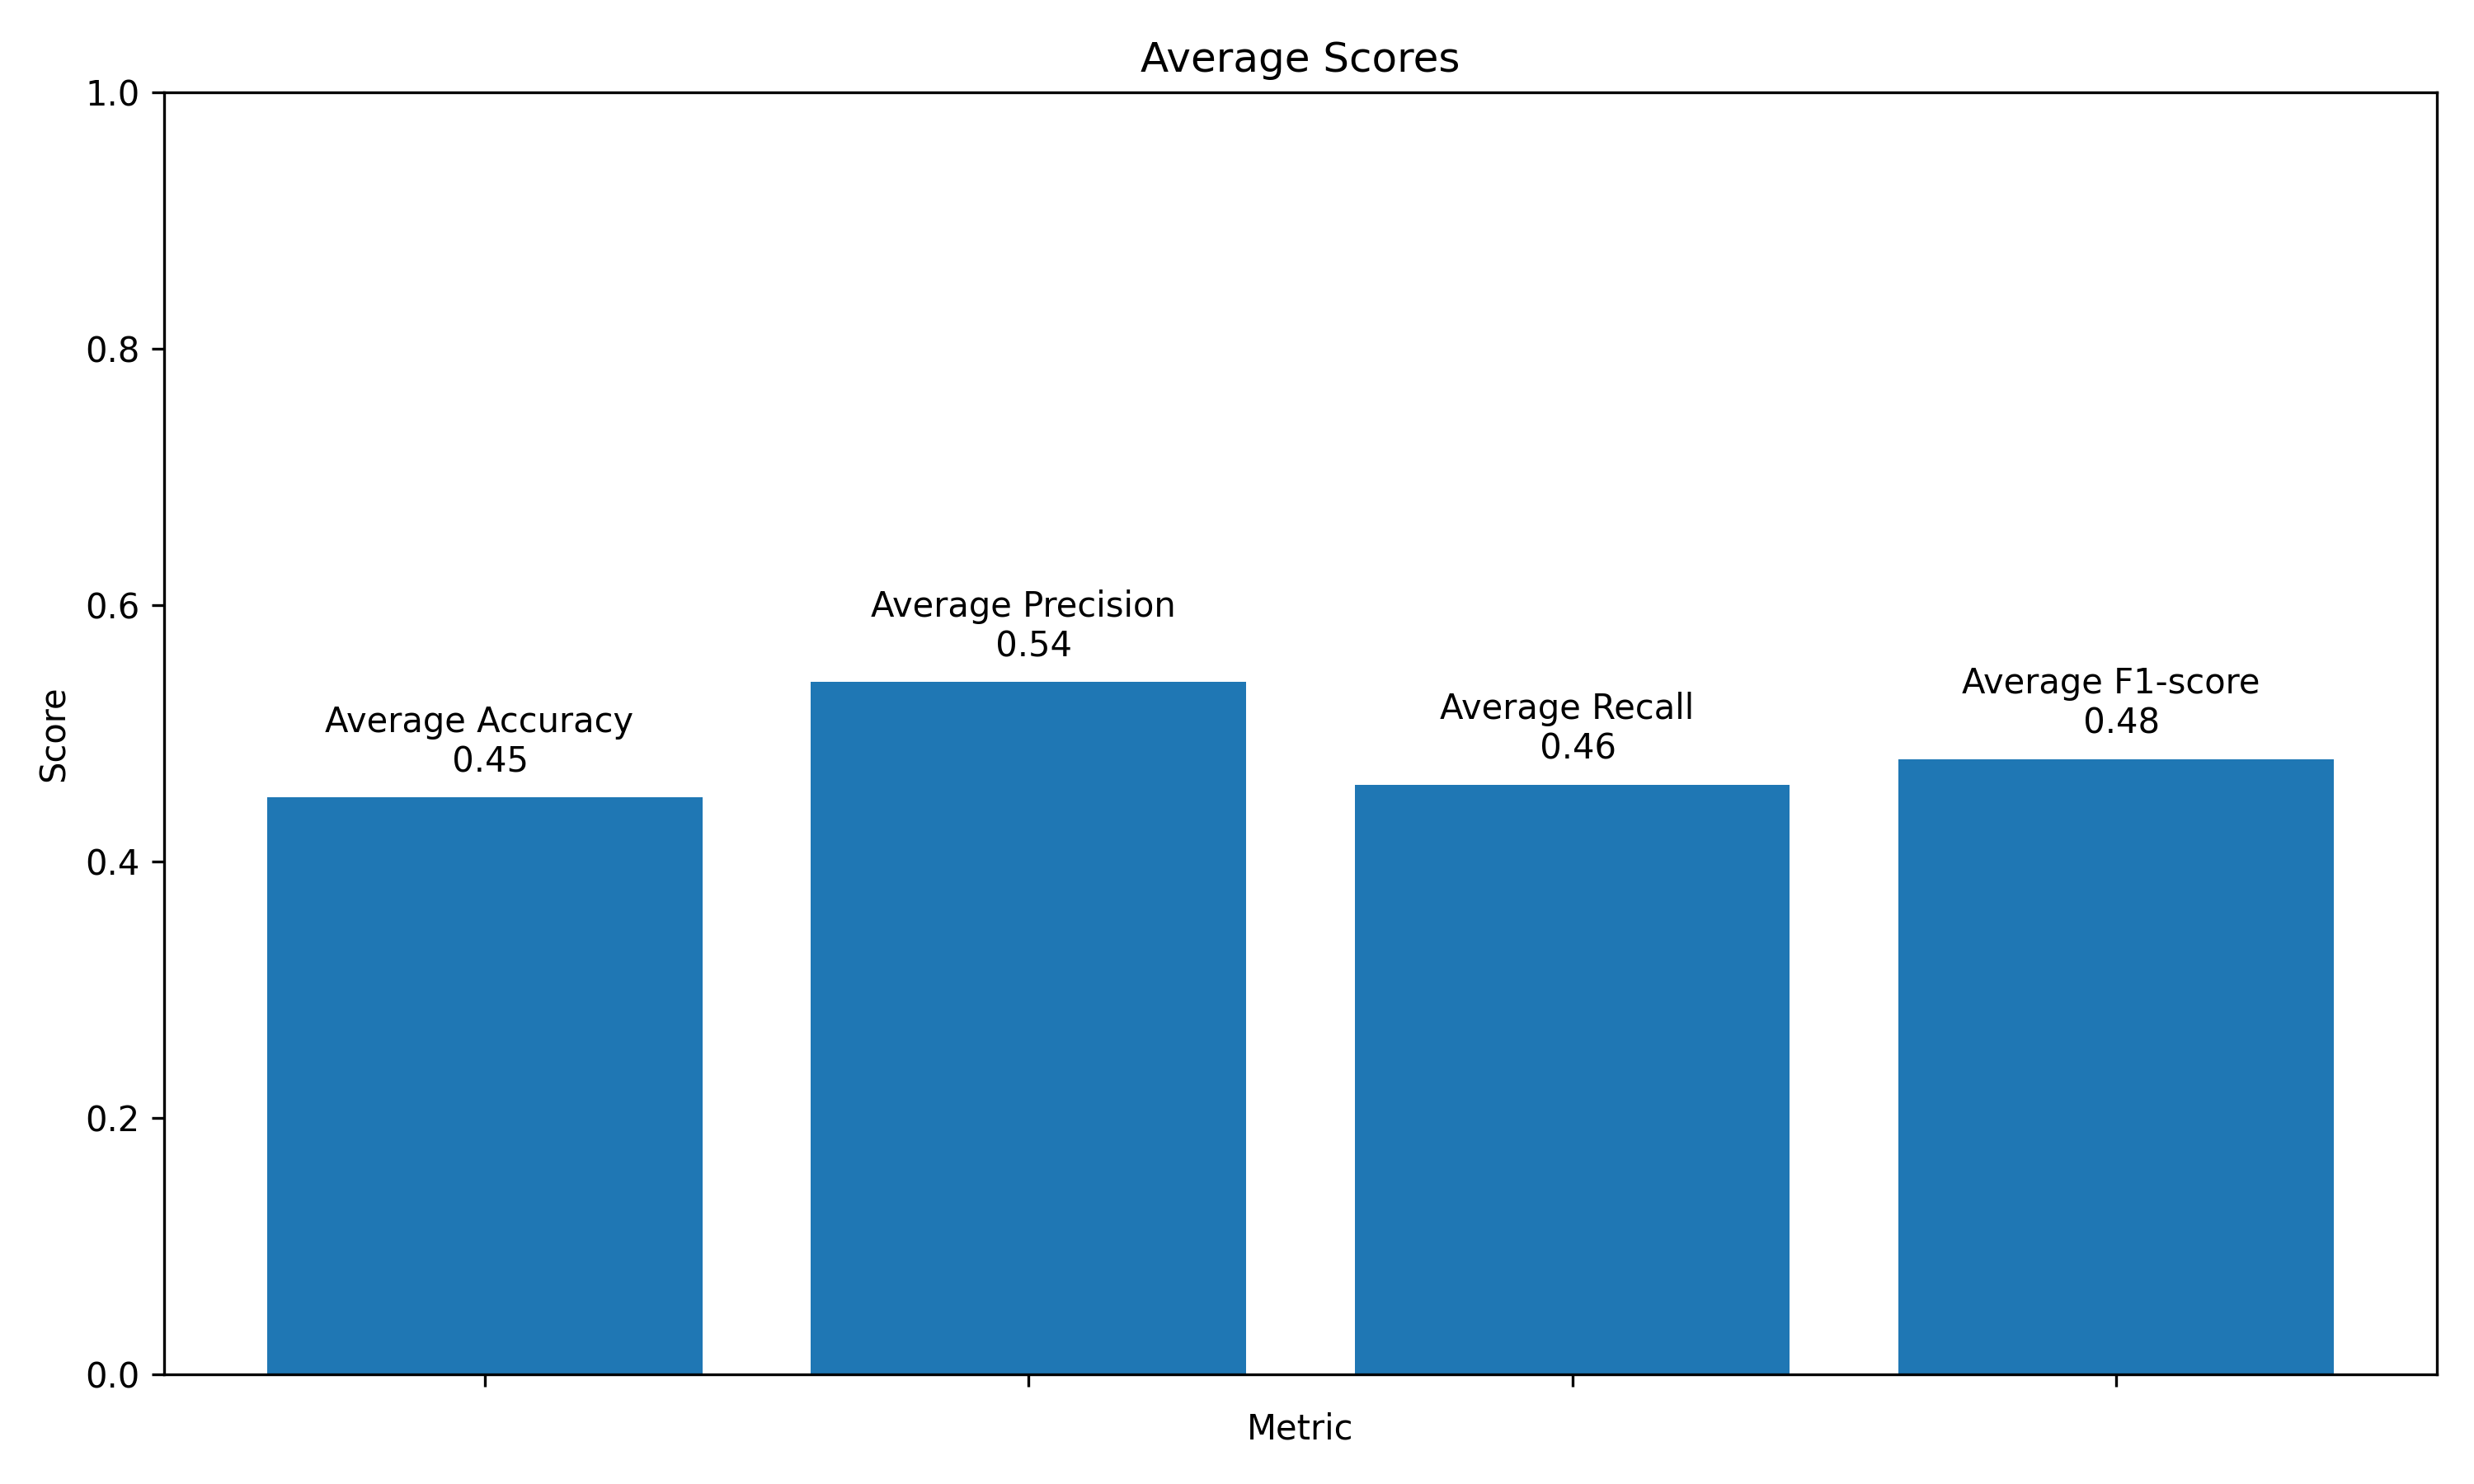 Average Scores
1.0
0.8
0.6
0.4
0.2
0.0
Score
Average Accuracy
0.45
Average Precision
0.54
Average Recall
0.46
Average F1-score
0.48
Metric